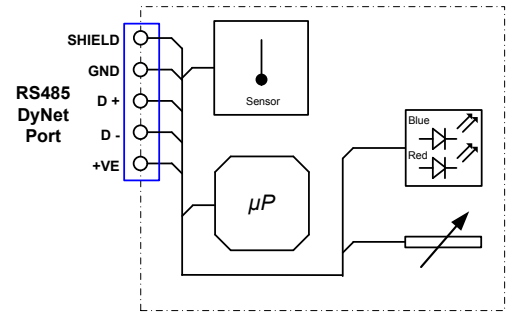 SHIELD
GND
D +
D -
+VE
RS485
DyNet
Port
Sensor
µP
Blue
Red